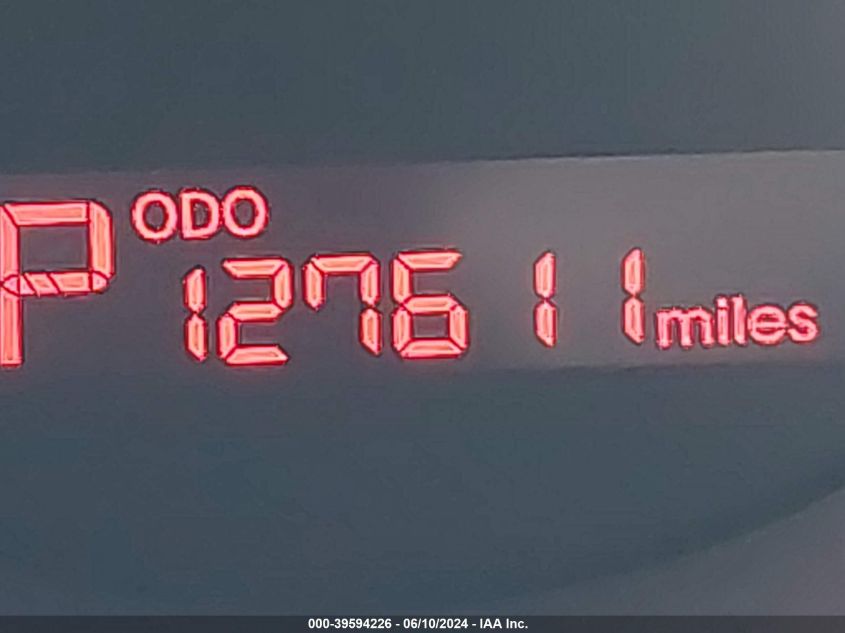 P ODO
127611 miles
000-39594226 - 06/10/2024 - IAA Inc.